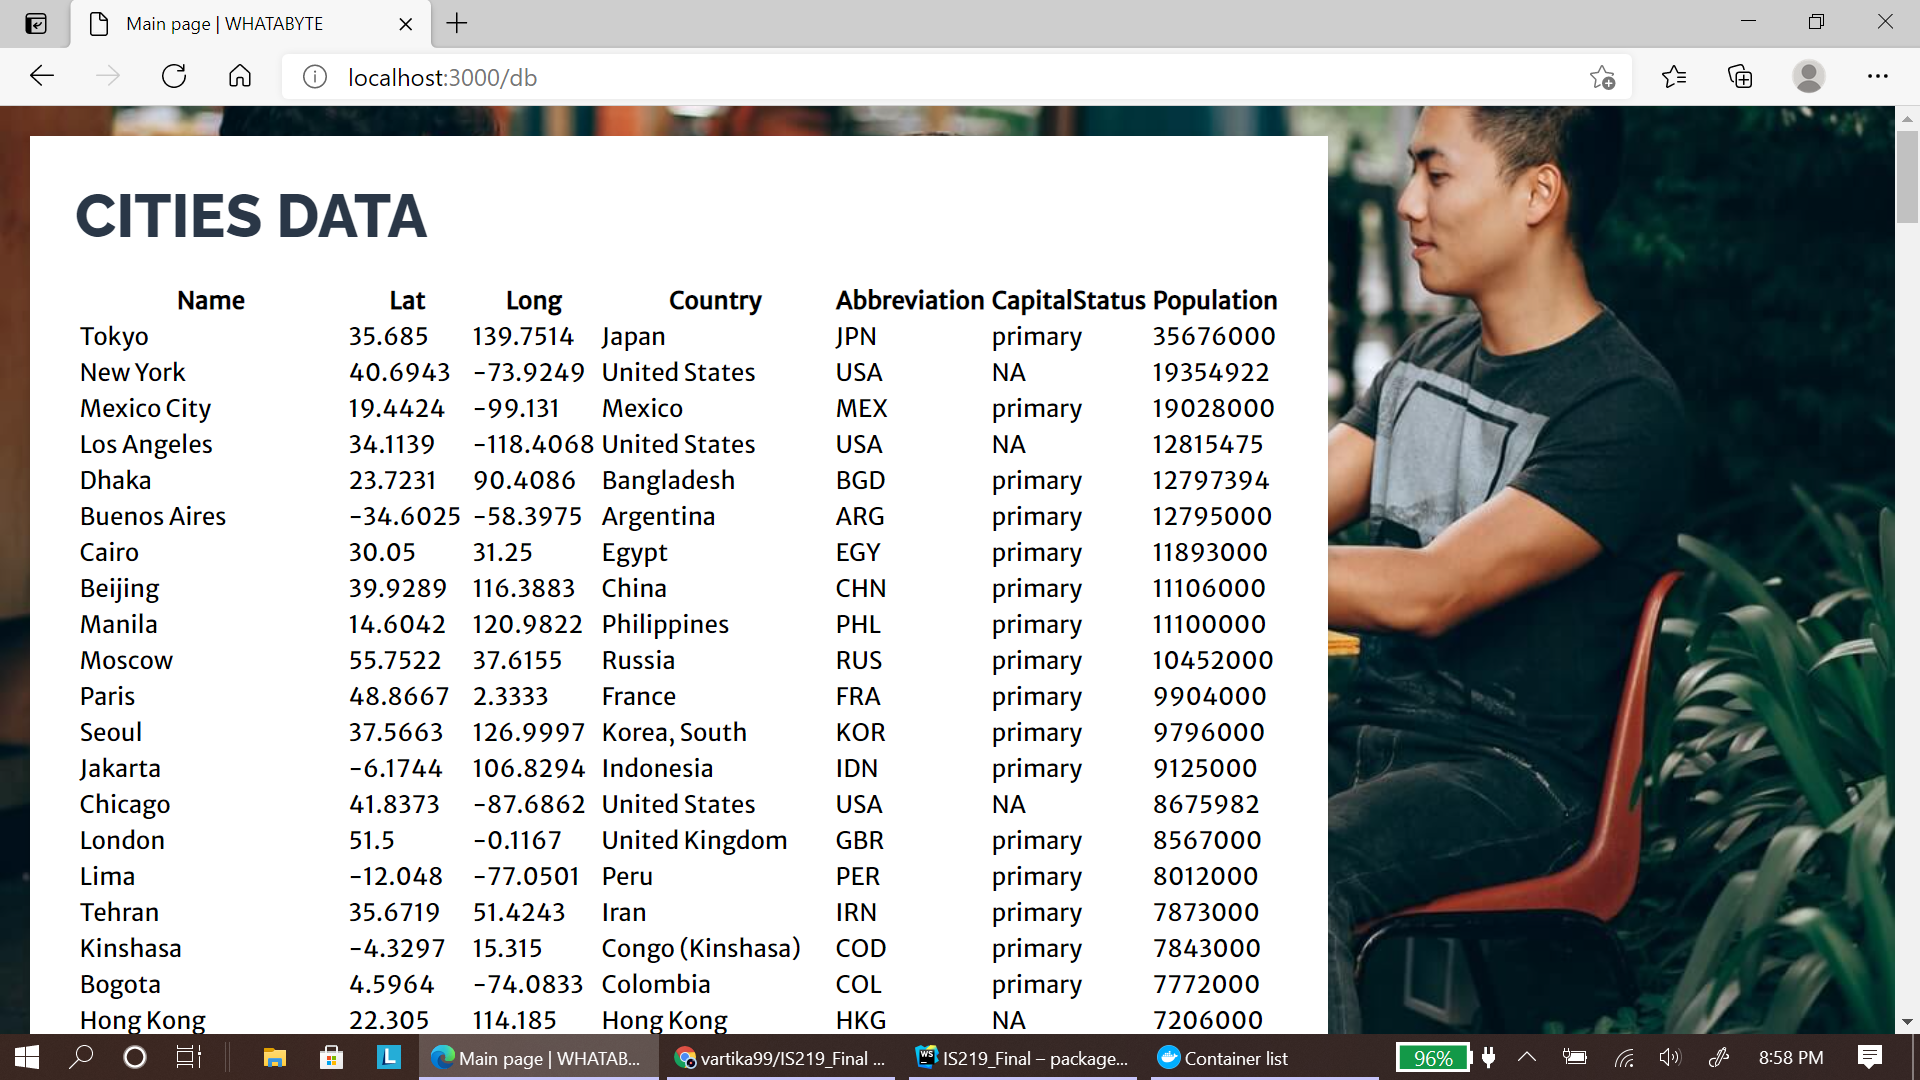 Main page | WHATABYTE
localhost:3000/db
CITIES DATA
Name Lat Long Country Abbreviation CapitalStatus Population
Tokyo 35.685 139.7514 Japan JPN primary 35676000
New York 40.6943 -73.9249 United States USA NA 19354922
Mexico City 19.4424 -99.131 Mexico MEX primary 19028000
Los Angeles 34.1139 -118.4068 United States USA NA 12815475
Dhaka 23.7231 90.4086 Bangladesh BGD primary 12797394
Buenos Aires -34.6025 -58.3975 Argentina ARG primary 12795000
Cairo 30.05 31.25 Egypt EGY primary 11893000
Beijing 39.9289 116.3883 China CHN primary 11106000
Manila 14.6042 120.9822 Philippines PHL primary 11100000
Moscow 55.7522 37.6155 Russia RUS primary 10452000
Paris 48.8667 2.3333 France FRA primary 9904000
Seoul 37.5663 126.9997 Korea, South KOR primary 9796000
Jakarta -6.1744 106.8294 Indonesia IDN primary 9125000
Chicago 41.8373 -87.6862 United States USA NA 8675982
London 51.5 -0.1167 United Kingdom GBR primary 8567000
Lima -12.048 -77.0501 Peru PER primary 8012000
Tehran 35.6719 51.4243 Iran IRN primary 7873000
Kinshasa -4.3297 15.315 Congo (Kinshasa) COD primary 7843000
Bogota 4.5964 -74.0833 Colombia COL primary 7772000
Hong Kong 22.305 114.185 Hong Kong HKG NA 7206000
L Main page | WHATAB... vartika99/IS219_Final ... WS IS219_Final – package... Container list 96% 8:58 PM